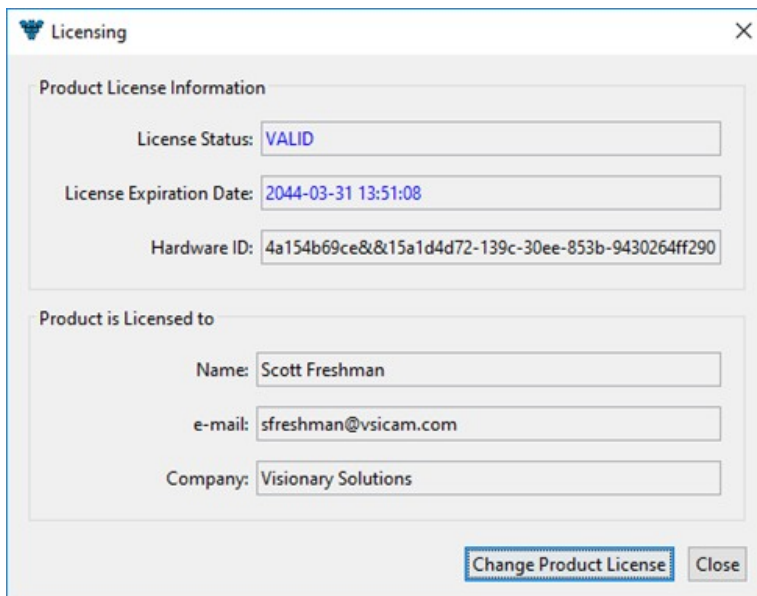 Licensing
Product License Information
License Status: VALID
License Expiration Date: 2044-03-31 13:51:08
Hardware ID: 4a154b69ce&&15a1d4d72-139c-30ee-853b-9430264ff290
Product is Licensed to
Name: Scott Freshman
e-mail: sfreshman@vsicam.com
Company: Visionary Solutions
Change Product License Close